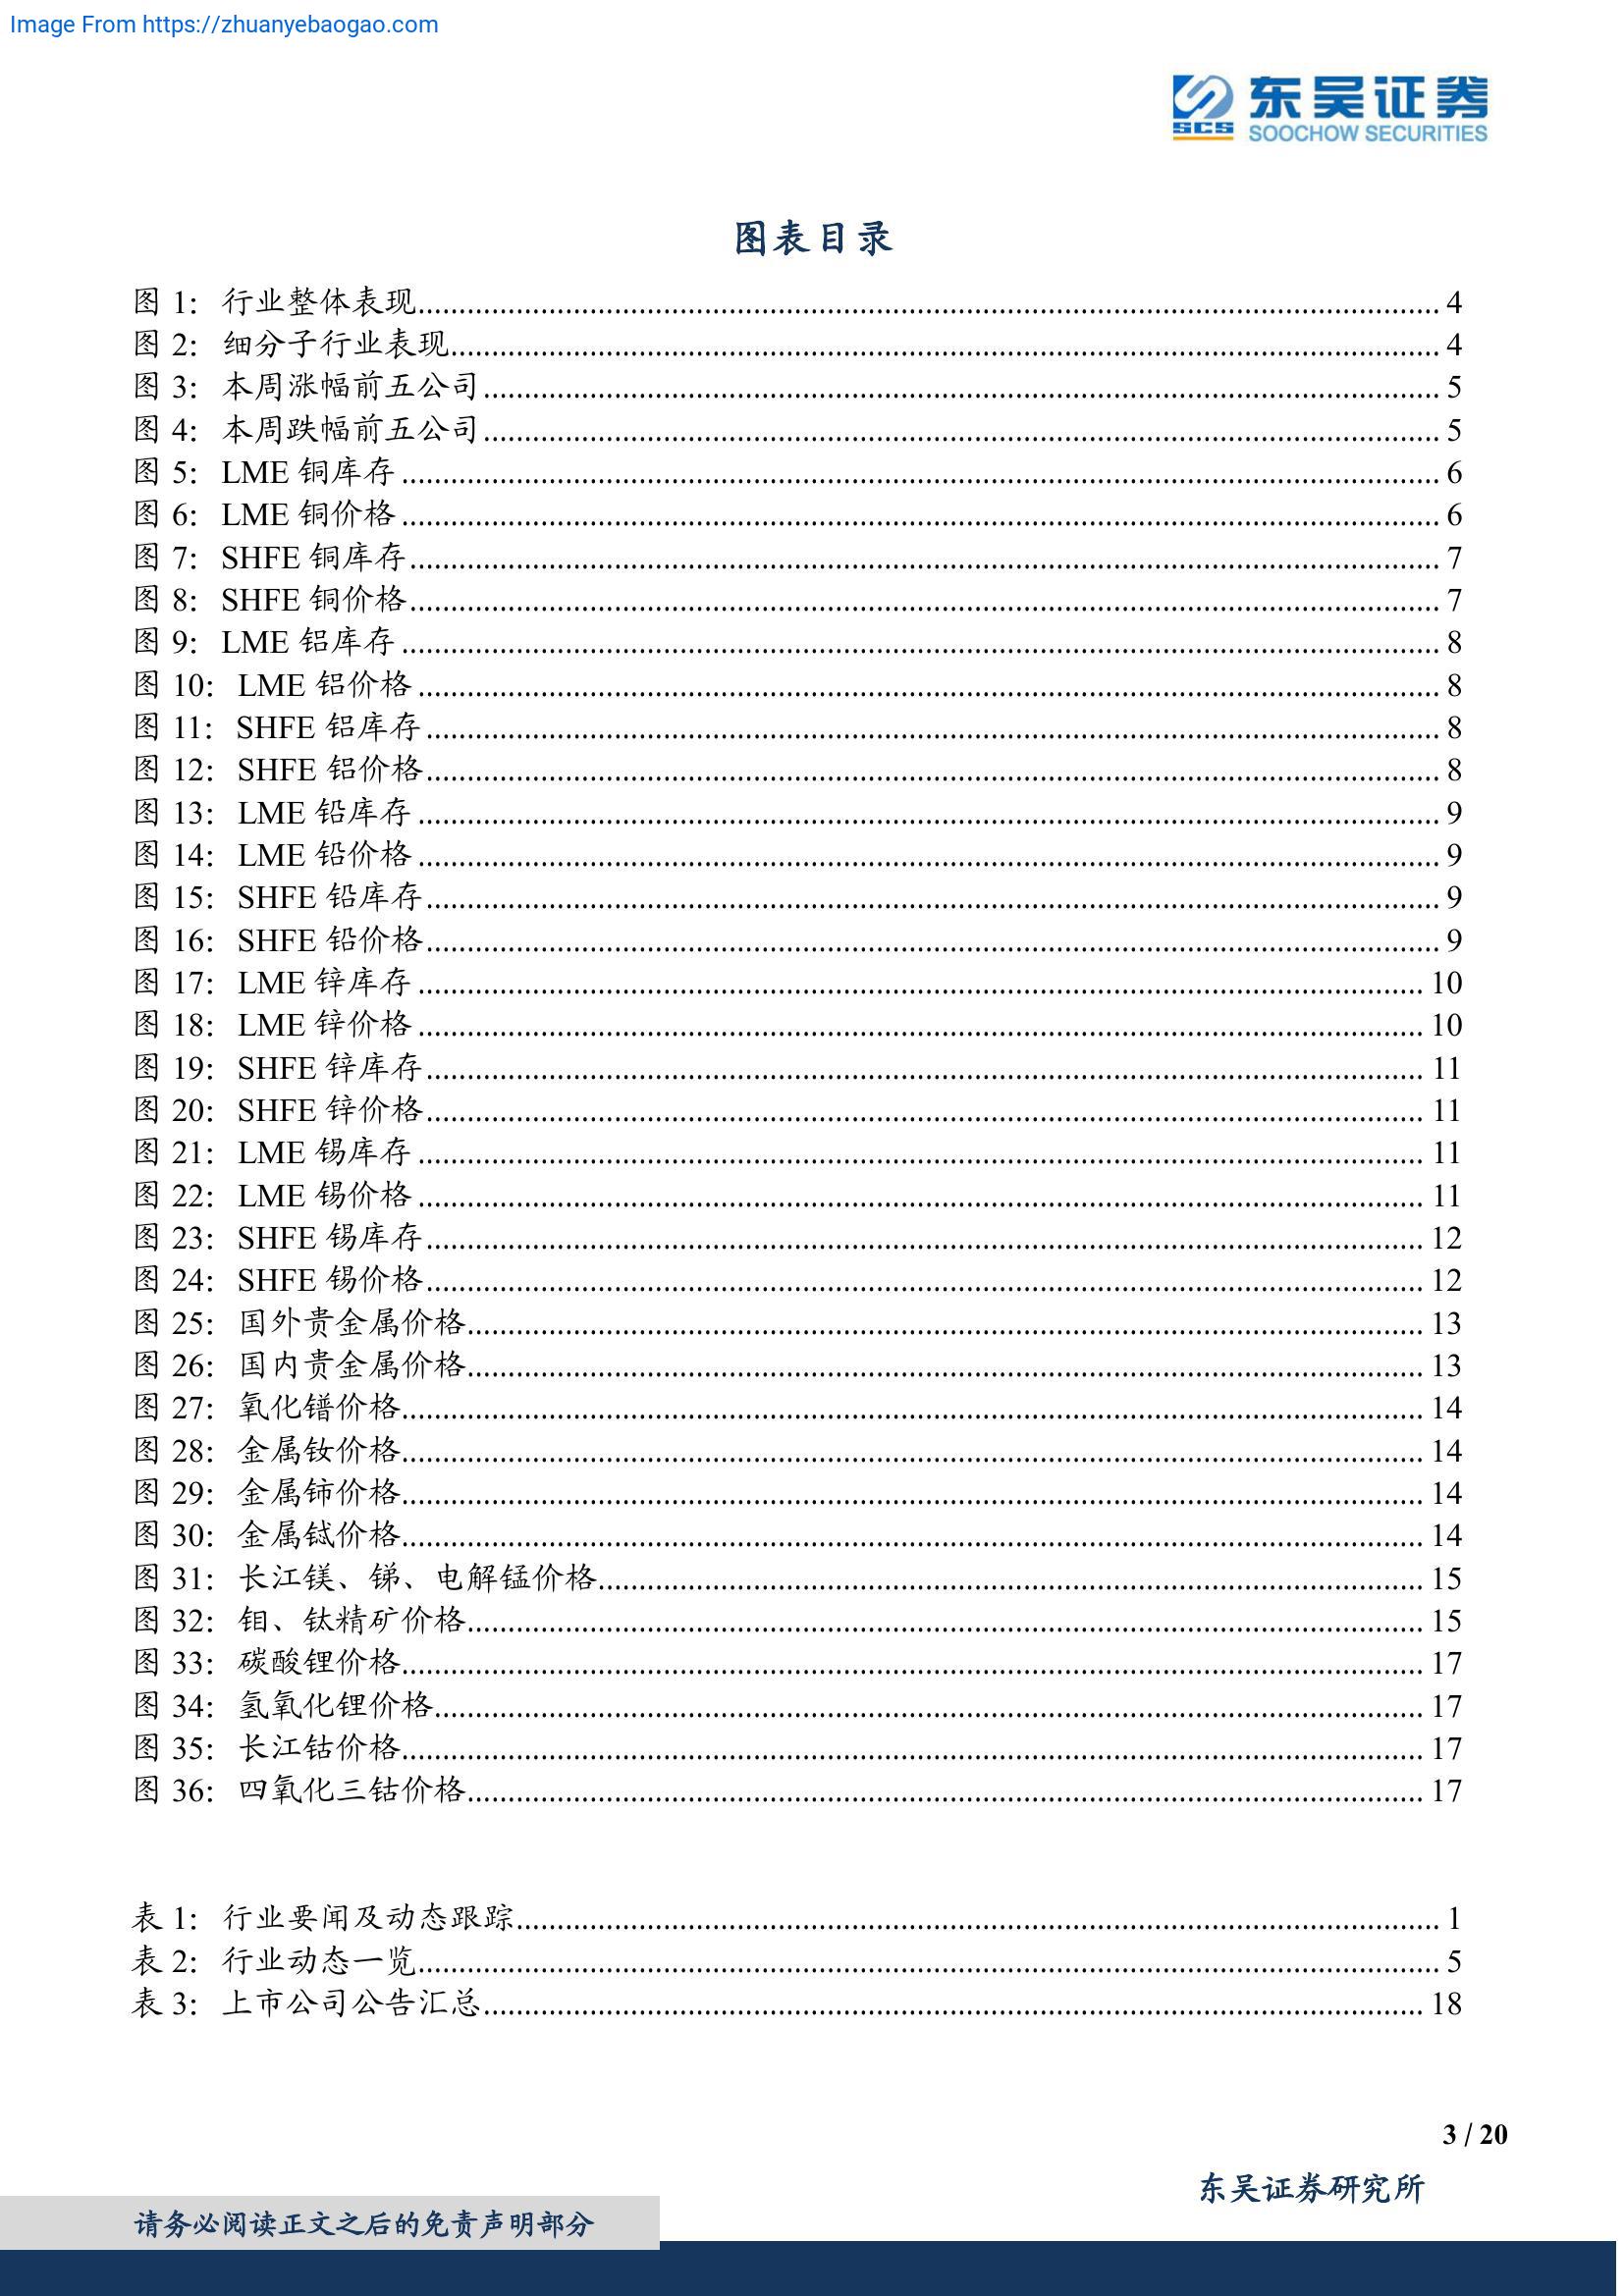 Image From https://zhuanyebaogao.com
东吴证券
SCS
SOOCHOW SECURITIES
图表目录
图 1: 行业整体表现 4
图 2: 细分子行业表现 4
图 3: 本周涨幅前五公司 5
图 4: 本周跌幅前五公司 5
图 5: LME 铜库存 6
图 6: LME 铜价格 6
图 7: SHFE 铜库存 7
图 8: SHFE 铜价格 7
图 9: LME 铝库存 8
图 10: LME 铝价格 8
图 11: SHFE 铝库存 8
图 12: SHFE 铝价格 8
图 13: LME 铅库存 9
图 14: LME 铅价格 9
图 15: SHFE 铅库存 9
图 16: SHFE 铅价格 9
图 17: LME 锌库存 10
图 18: LME 锌价格 10
图 19: SHFE 锌库存 11
图 20: SHFE 锌价格 11
图 21: LME 锡库存 11
图 22: LME 锡价格 11
图 23: SHFE 锡库存 12
图 24: SHFE 锡价格 12
图 25: 国外贵金属价格 13
图 26: 国内贵金属价格 13
图 27: 氧化镨价格 14
图 28: 金属钕价格 14
图 29: 金属铈价格 14
图 30: 金属铽价格 14
图 31: 长江镁、锑、电解锰价格 15
图 32: 钼、钛精矿价格 15
图 33: 碳酸锂价格 17
图 34: 氢氧化锂价格 17
图 35: 长江钴价格 17
图 36: 四氧化三钴价格 17
表 1: 行业要闻及动态跟踪 1
表 2: 行业动态一览 5
表 3: 上市公司公告汇总 18
3 / 20
东吴证券研究所
请务必阅读正文之后的免责声明部分